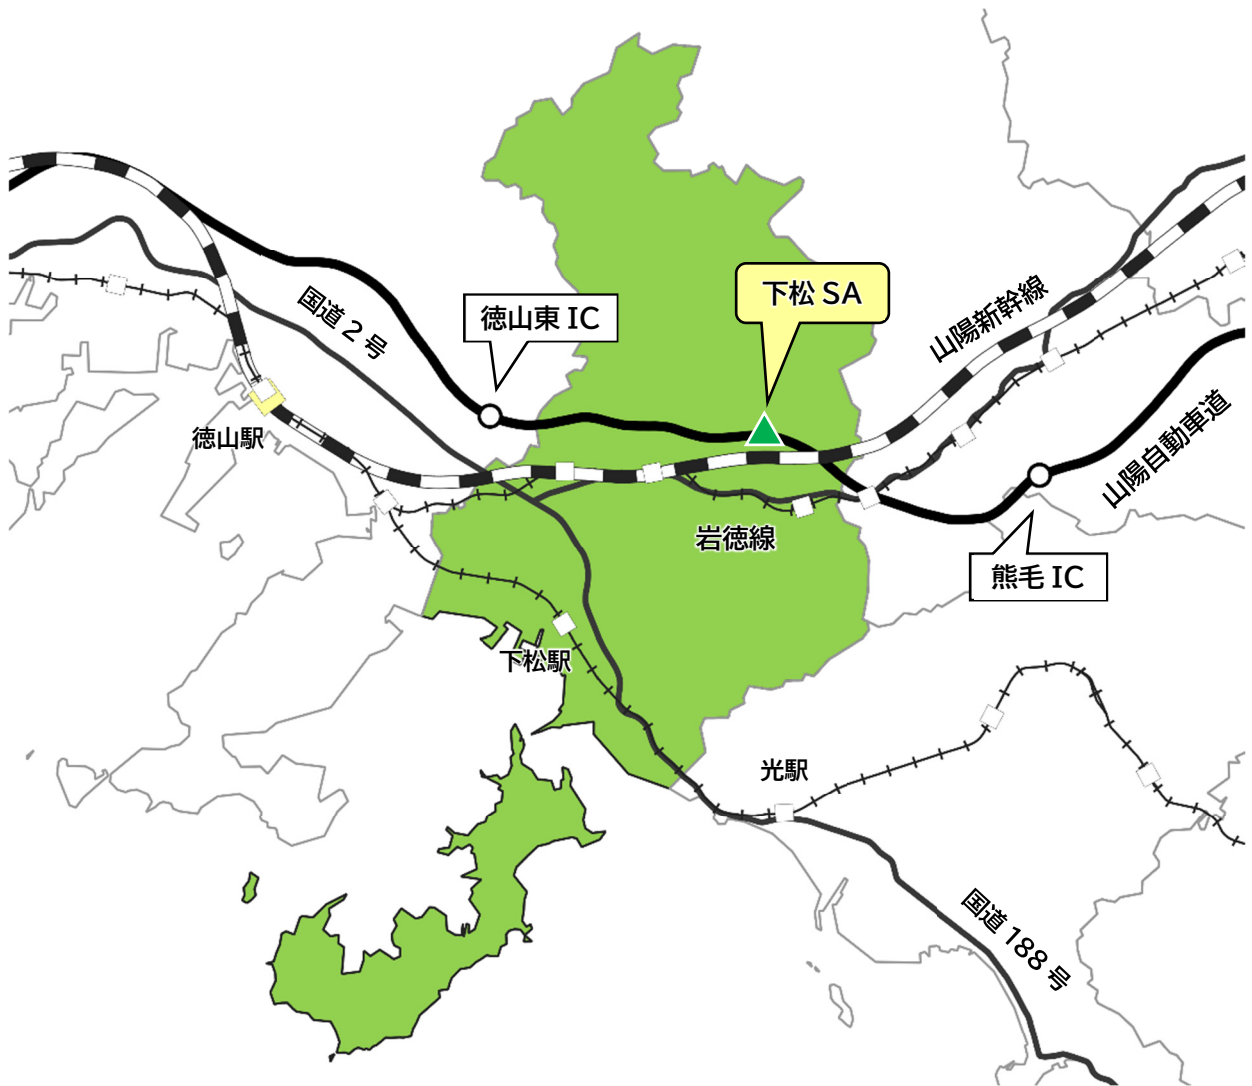 下松 SA
山陽新幹線
国道 2 号
徳山東 IC
山陽自動車道
徳山駅
岩徳線
熊毛 IC
下松駅
光駅
国道 188 号